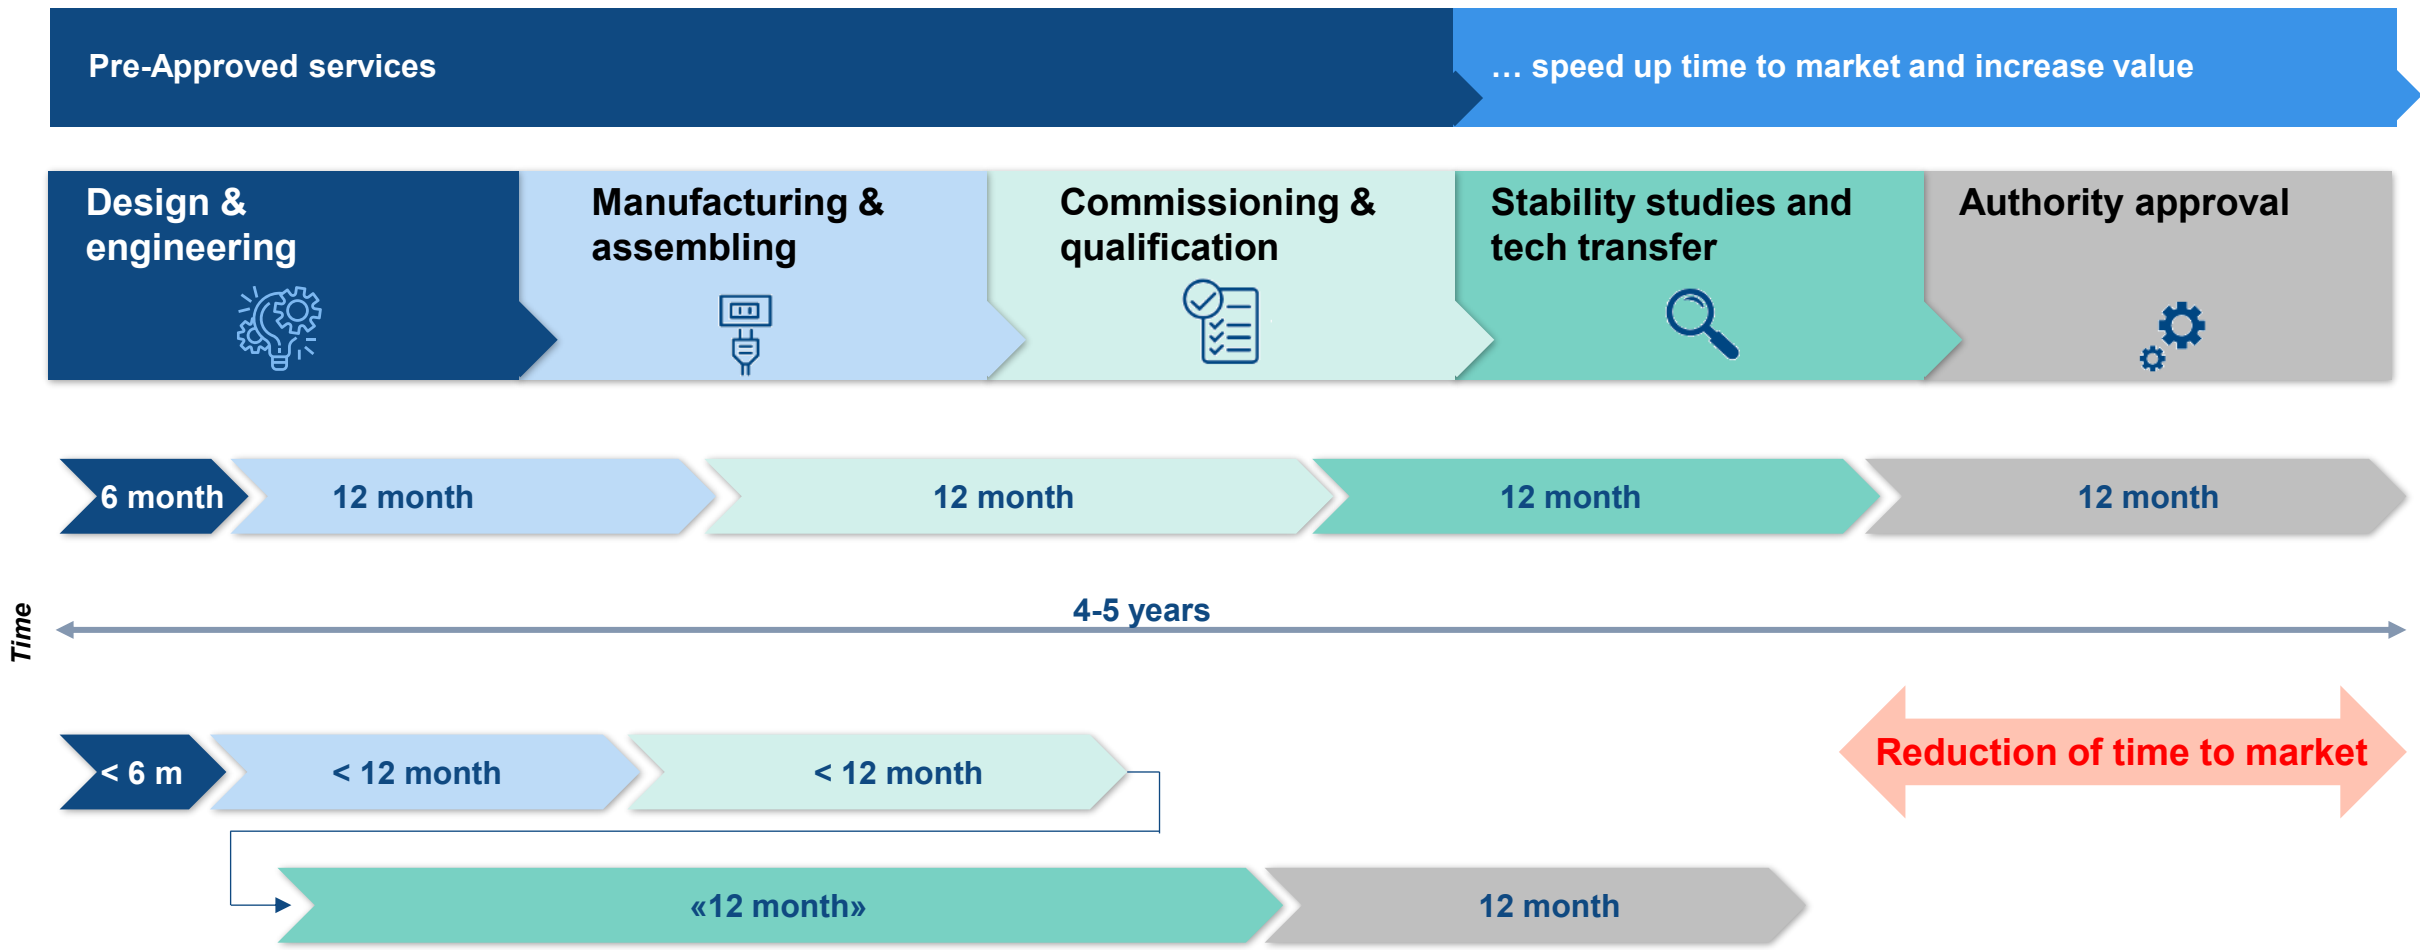 Pre-Approved services
… speed up time to market and increase value
Design &
engineering
Manufacturing &
assembling
Commissioning &
qualification
Stability studies and
tech transfer
Authority approval
6 month
12 month
12 month
12 month
12 month
Time
4-5 years
Reduction of time to market
< 6 m
< 12 month
< 12 month
«12 month»
12 month